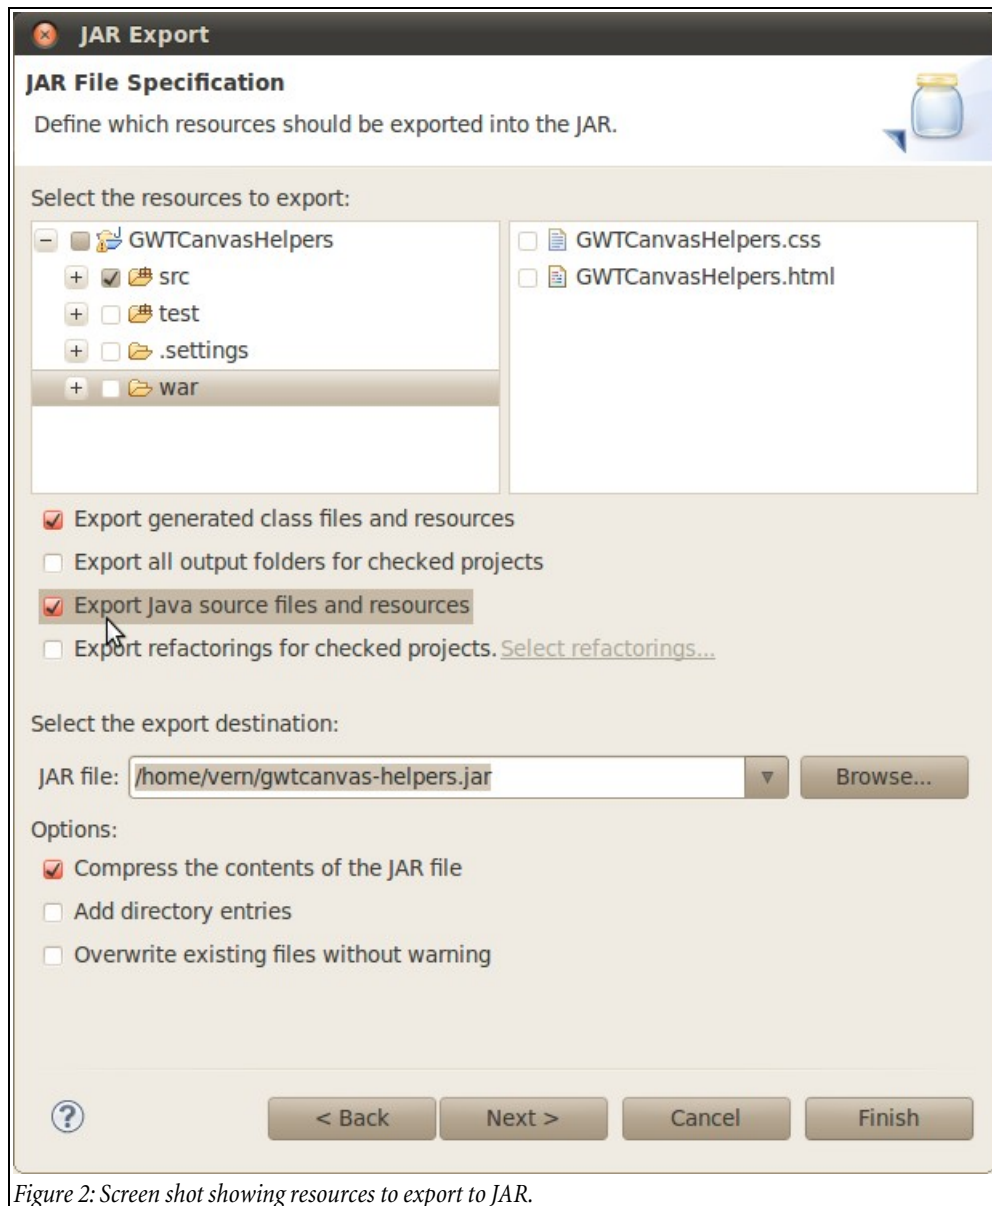 JAR Export
JAR File Specification
Define which resources should be exported into the JAR.
Select the resources to export:
GWTCanvasHelpers
src
test
.settings
war
GWTCanvasHelpers.css
GWTCanvasHelpers.html
Export generated class files and resources
Export all output folders for checked projects
Export Java source files and resources
Export refactorings for checked projects. Select refactorings...
Select the export destination:
JAR file: /home/vern/gwtcanvas-helpers.jar Browse...
Options:
Compress the contents of the JAR file
Add directory entries
Overwrite existing files without warning
? < Back Next > Cancel Finish
Figure 2: Screen shot showing resources to export to JAR.